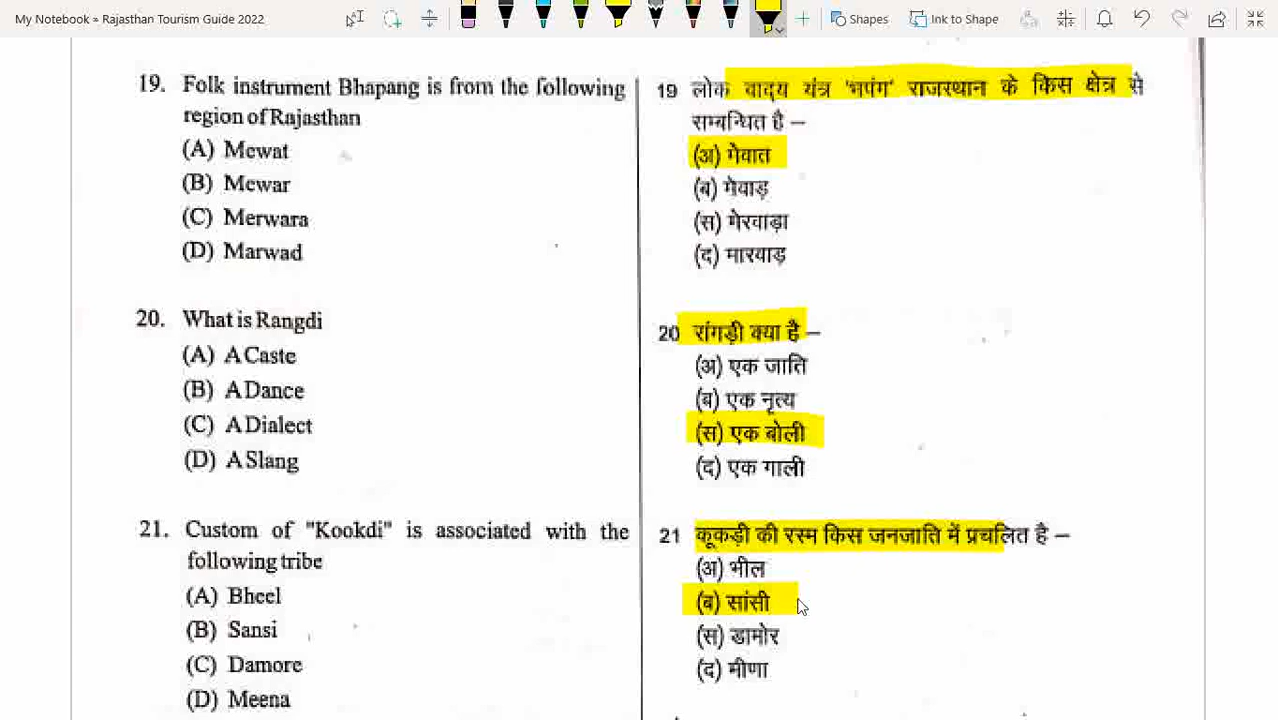 My Notebook » Rajasthan Tourism Guide 2022
Shapes
Ink to Shape
19. Folk instrument Bhapang is from the following
region of Rajasthan
(A) Mewat
(B) Mewar
(C) Merwara
(D) Marwad
20. What is Rangdi
(A) A Caste
(B) A Dance
(C) A Dialect
(D) A Slang
21. Custom of "Kookdi" is associated with the
following tribe
(A) Bheel
(B) Sansi
(C) Damore
(D) Meena
19 लोक वाद्य यंत्र 'भपंग' राजस्थान के किस क्षेत्र से
सम्बन्धित है –
(अ) मेवात
(ब) मेवाड़
(स) मेरवाड़ा
(द) मारवाड़
20 रांगड़ी क्या है –
(अ) एक जाति
(ब) एक नृत्य
(स) एक बोली
(द) एक गाली
21 कूकड़ी की रस्म किस जनजाति में प्रचलित है –
(अ) भील
(ब) सांसी
(स) डामोर
(द) मीणा